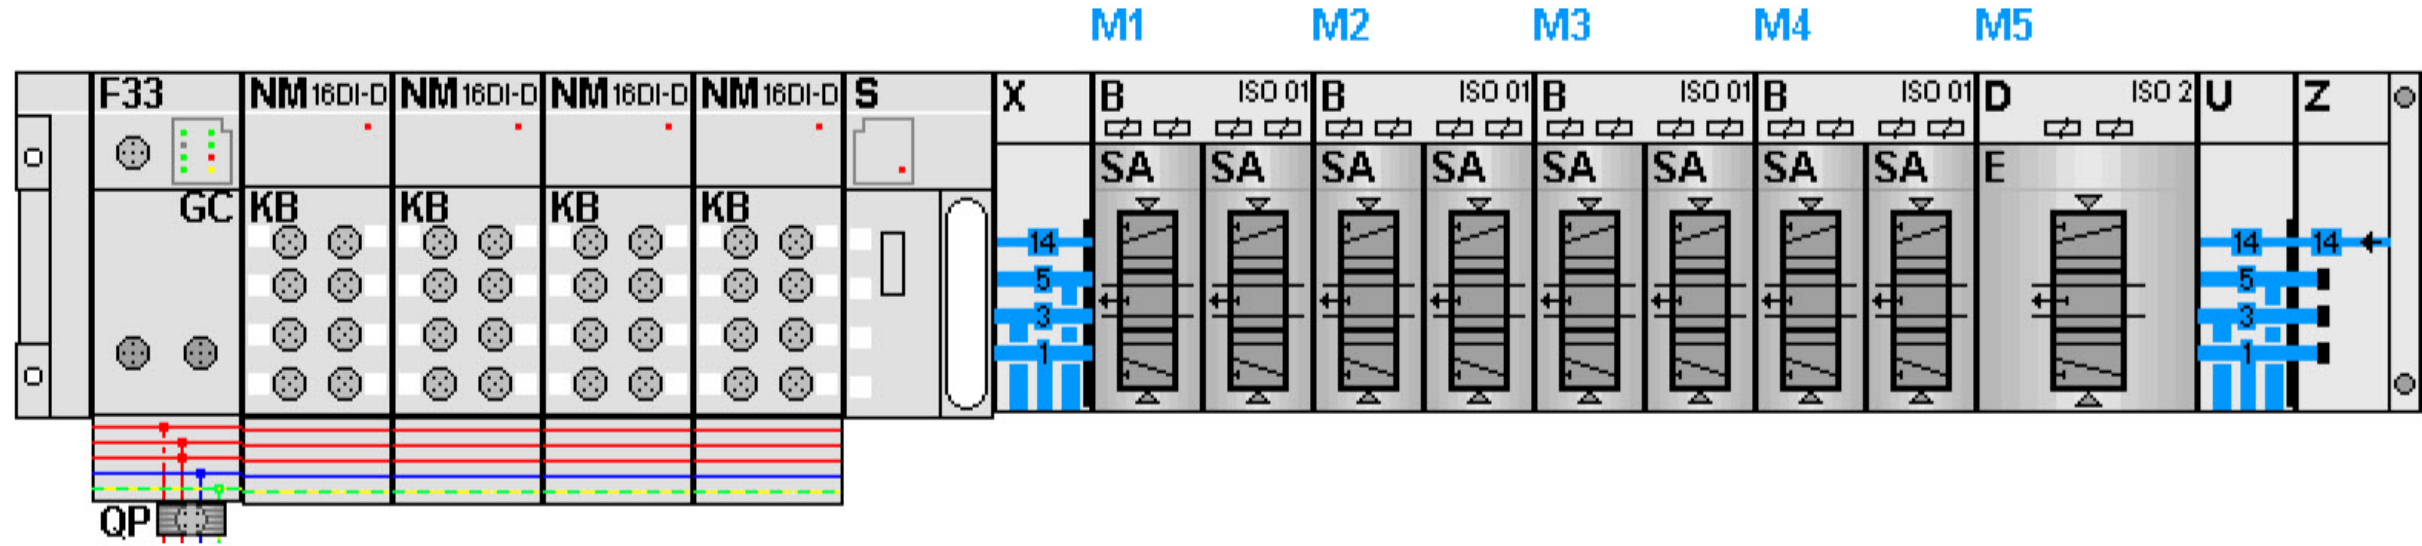 M1 M2 M3 M4 M5
F33 NM 16DI-D NM 16DI-D NM 16DI-D NM 16DI-D S X B ISO 01 B ISO 01 B ISO 01 B ISO 01 D ISO 2 U Z
SA SA SA SA SA SA SA SA E
GC KB KB KB KB
14 14 14
5 5
3 3
1 1
QP